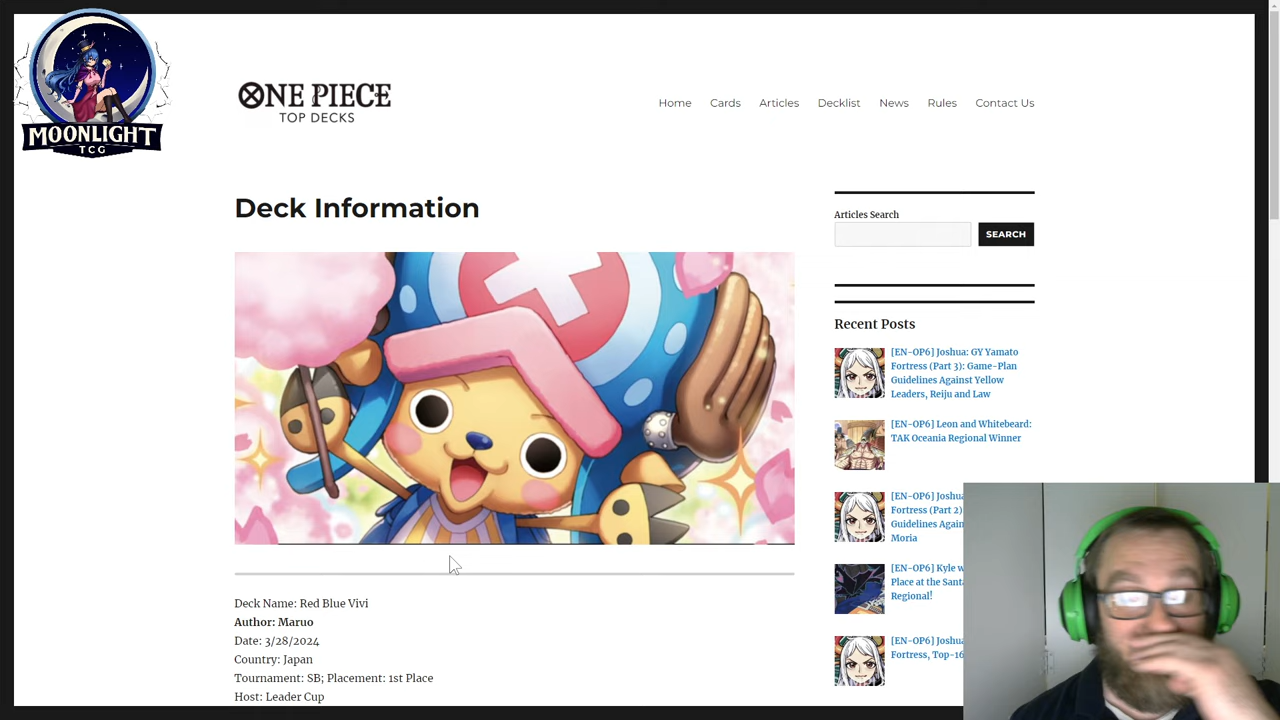 MOONLIGHT
TCG
ONE PIECE
TOP DECKS
Home Cards Articles Decklist News Rules Contact Us
Deck Information
Deck Name: Red Blue Vivi
Author: Maruo
Date: 3/28/2024
Country: Japan
Tournament: SB; Placement: 1st Place
Host: Leader Cup
Articles Search
SEARCH
Recent Posts
[EN-OP6] Joshua: GY Yamato
Fortress (Part 3): Game-Plan
Guidelines Against Yellow
Leaders, Reiju and Law
[EN-OP6] Leon and Whitebeard:
TAK Oceania Regional Winner
[EN-OP6] Joshua
Fortress (Part 2)
Guidelines Again
Moria
[EN-OP6] Kyle w
Place at the Santa
Regional!
[EN-OP6] Joshu
Fortress, Top-16